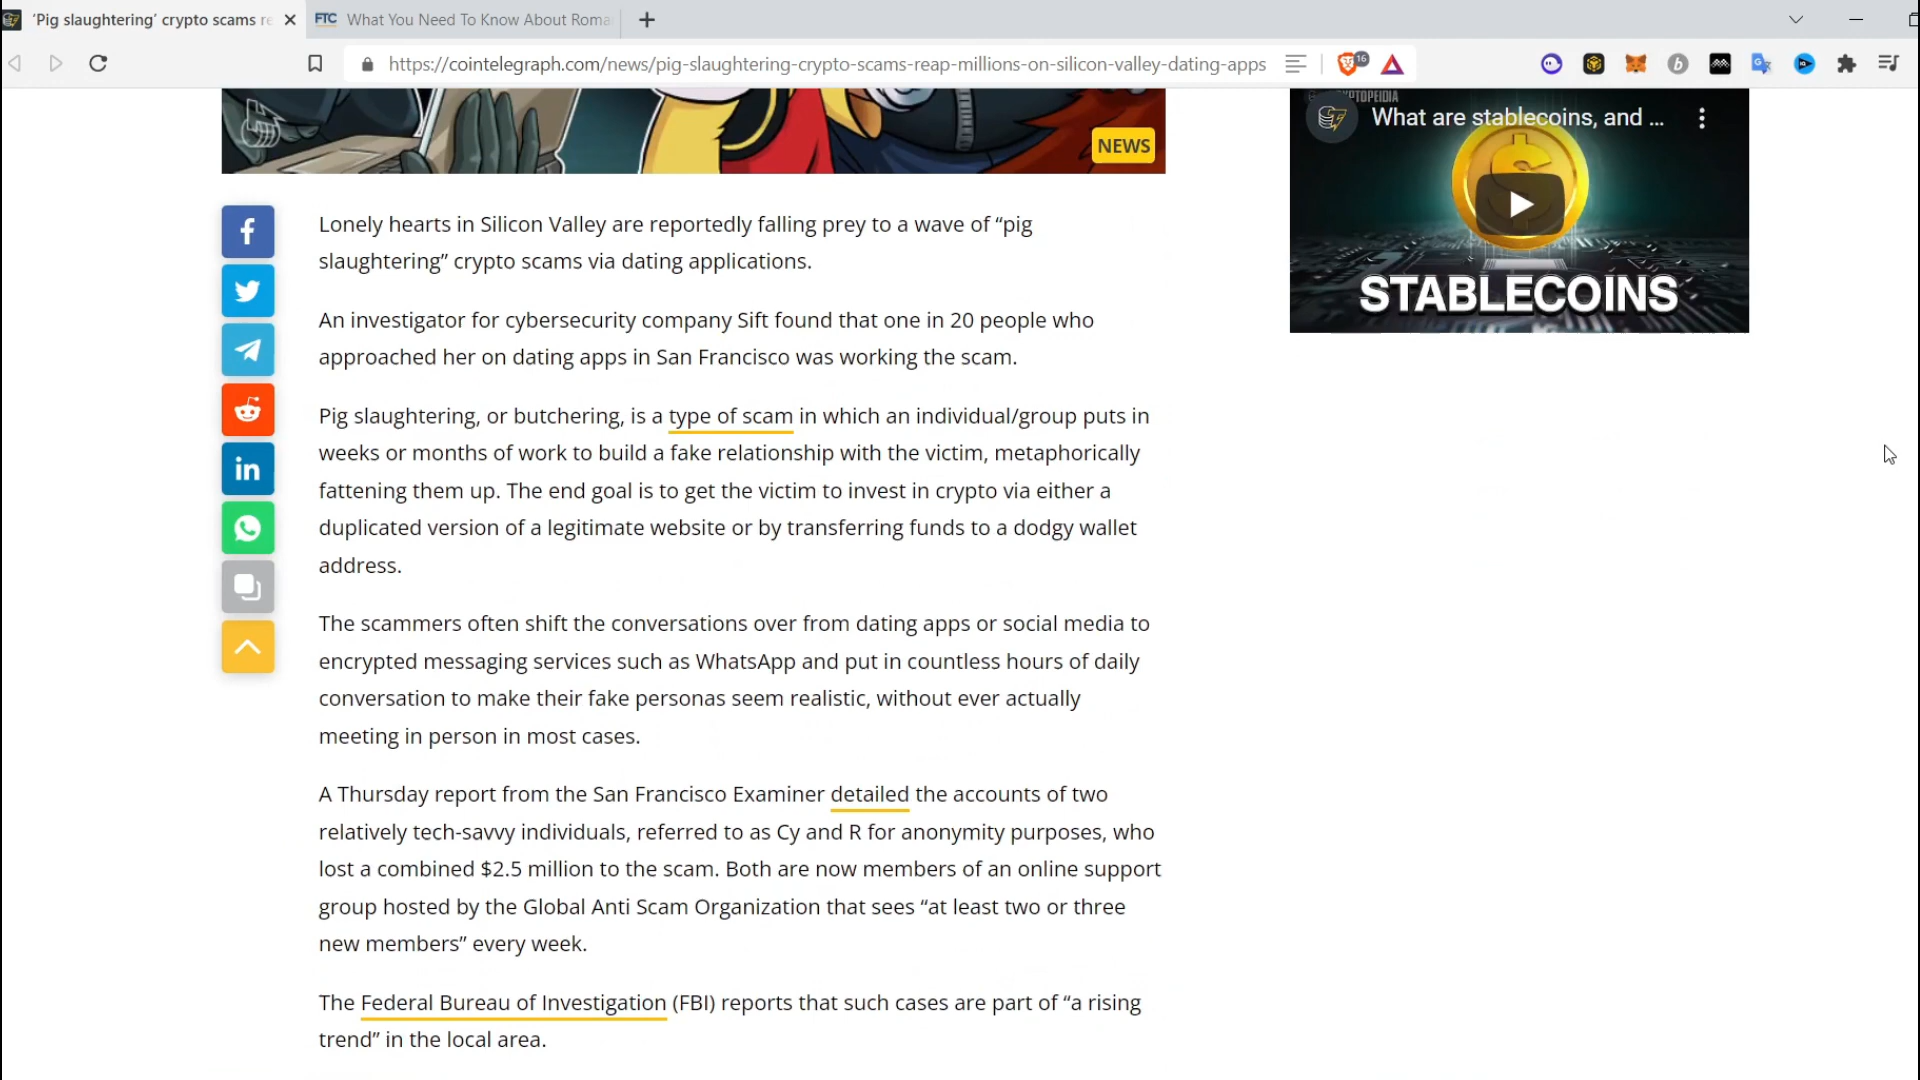 'Pig slaughtering' crypto scams re
FTC What You Need To Know About Roma
https://cointelegraph.com/news/pig-slaughtering-crypto-scams-reap-millions-on-silicon-valley-dating-apps
16
NEWS
What are stablecoins, and ...
STABLECOINS
Lonely hearts in Silicon Valley are reportedly falling prey to a wave of “pig
slaughtering” crypto scams via dating applications.
An investigator for cybersecurity company Sift found that one in 20 people who
approached her on dating apps in San Francisco was working the scam.
Pig slaughtering, or butchering, is a type of scam in which an individual/group puts in
weeks or months of work to build a fake relationship with the victim, metaphorically
fattening them up. The end goal is to get the victim to invest in crypto via either a
duplicated version of a legitimate website or by transferring funds to a dodgy wallet
address.
The scammers often shift the conversations over from dating apps or social media to
encrypted messaging services such as WhatsApp and put in countless hours of daily
conversation to make their fake personas seem realistic, without ever actually
meeting in person in most cases.
A Thursday report from the San Francisco Examiner detailed the accounts of two
relatively tech-savvy individuals, referred to as Cy and R for anonymity purposes, who
lost a combined $2.5 million to the scam. Both are now members of an online support
group hosted by the Global Anti Scam Organization that sees “at least two or three
new members” every week.
The Federal Bureau of Investigation (FBI) reports that such cases are part of “a rising
trend” in the local area.